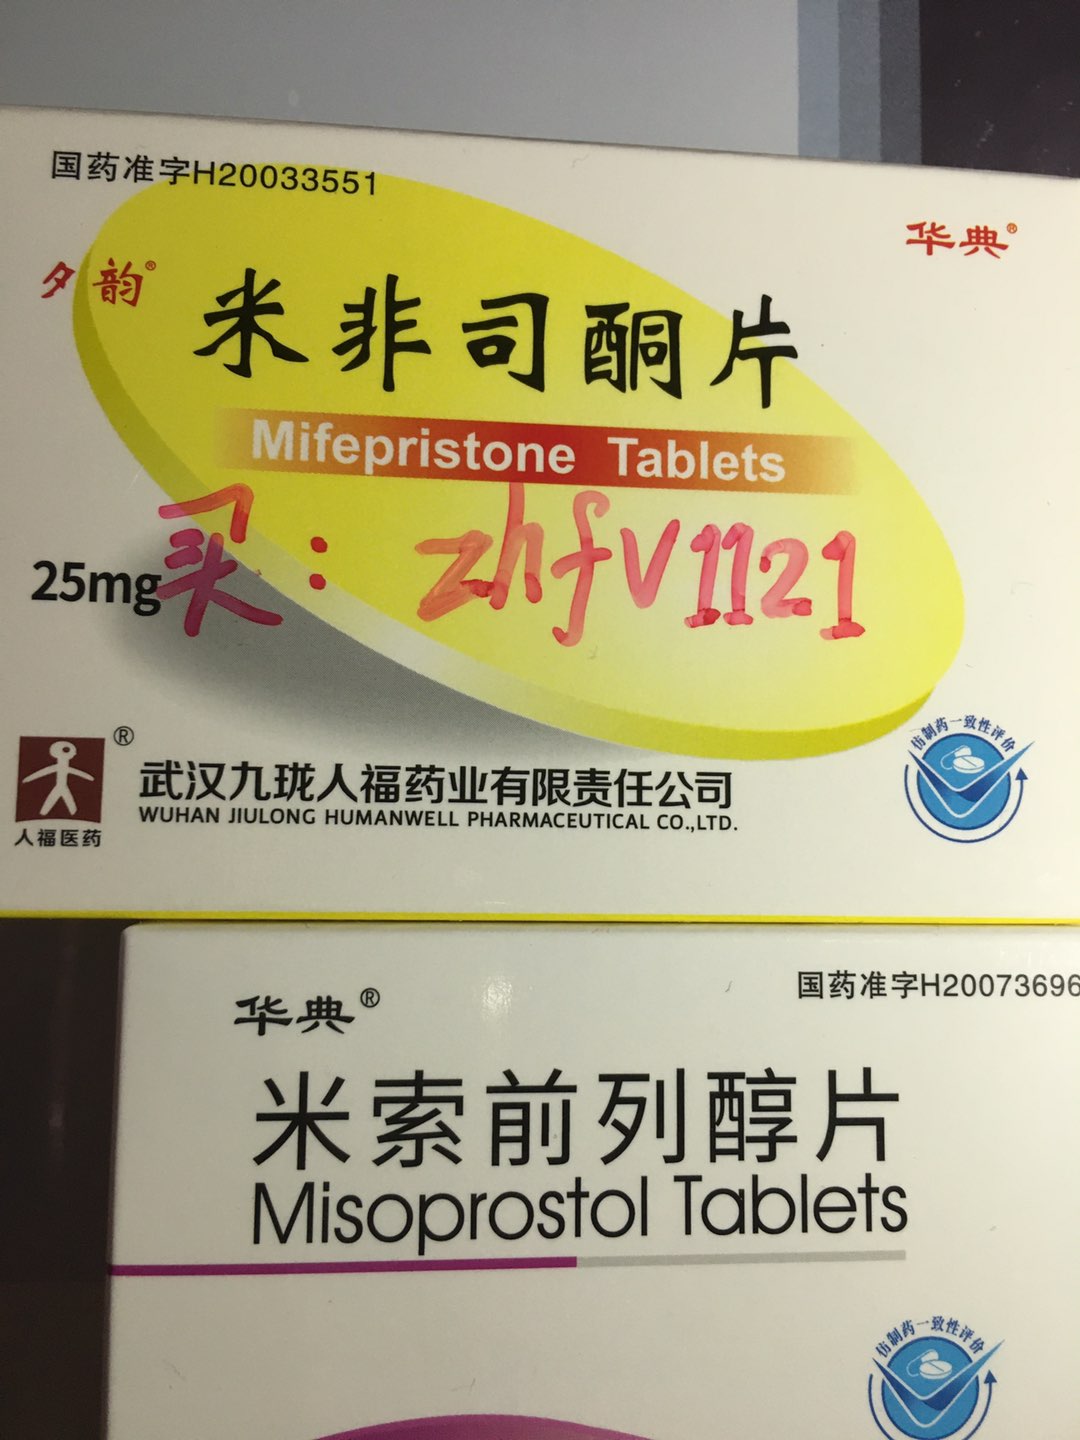 国药准字H20033551
华典®
夕韵®
米非司酮片
Mifepristone Tablets
买：zhfv1121
25mg
®
武汉九珑人福药业有限责任公司
WUHAN JIULONG HUMANWELL PHARMACEUTICAL CO.,LTD.
人福医药
仿制药一致性评价
华典®
国药准字H20073696
米索前列醇片
Misoprostol Tablets
仿制药一致性评价